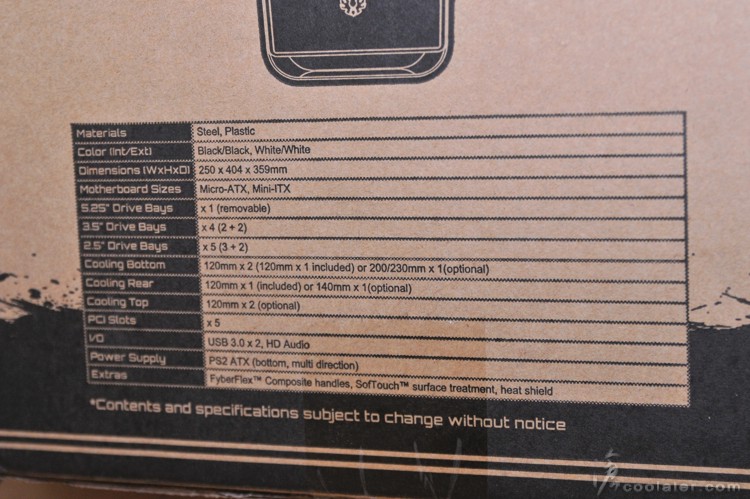 Materials Steel, Plastic
Color (Int/Ext) Black/Black, White/White
Dimensions (WxHxD) 250 x 404 x 359mm
Motherboard Sizes Micro-ATX, Mini-ITX
5.25" Drive Bays x 1 (removable)
3.5" Drive Bays x 4 (2 + 2)
2.5" Drive Bays x 5 (3 + 2)
Cooling Bottom 120mm x 2 (120mm x 1 included) or 200/230mm x 1(optional)
Cooling Rear 120mm x 1 (included) or 140mm x 1(optional)
Cooling Top 120mm x 2 (optional)
PCI Slots x 5
I/O USB 3.0 x 2, HD Audio
Power Supply PS2 ATX (bottom, multi direction)
Extras FyberFlex™ Composite handles, SofTouch™ surface treatment, heat shield
*Contents and specifications subject to change without notice
coolaler.com